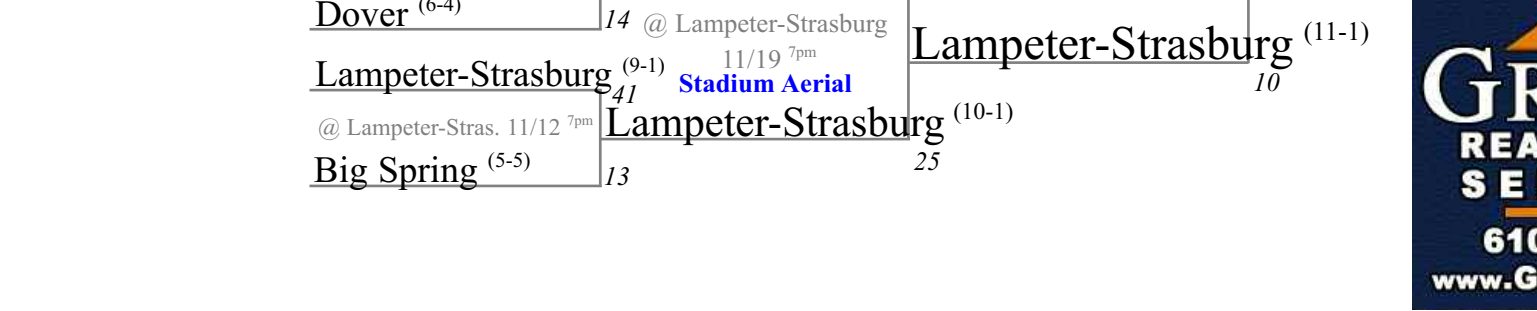 Dover (6-4)
14
@ Lampeter-Strasburg
11/19 7pm
Stadium Aerial
Lampeter-Strasburg (11-1)
10
Lampeter-Strasburg (9-1)
41
@ Lampeter-Stras. 11/12 7pm
Lampeter-Strasburg (10-1)
25
Big Spring (5-5)
13
610
www.G